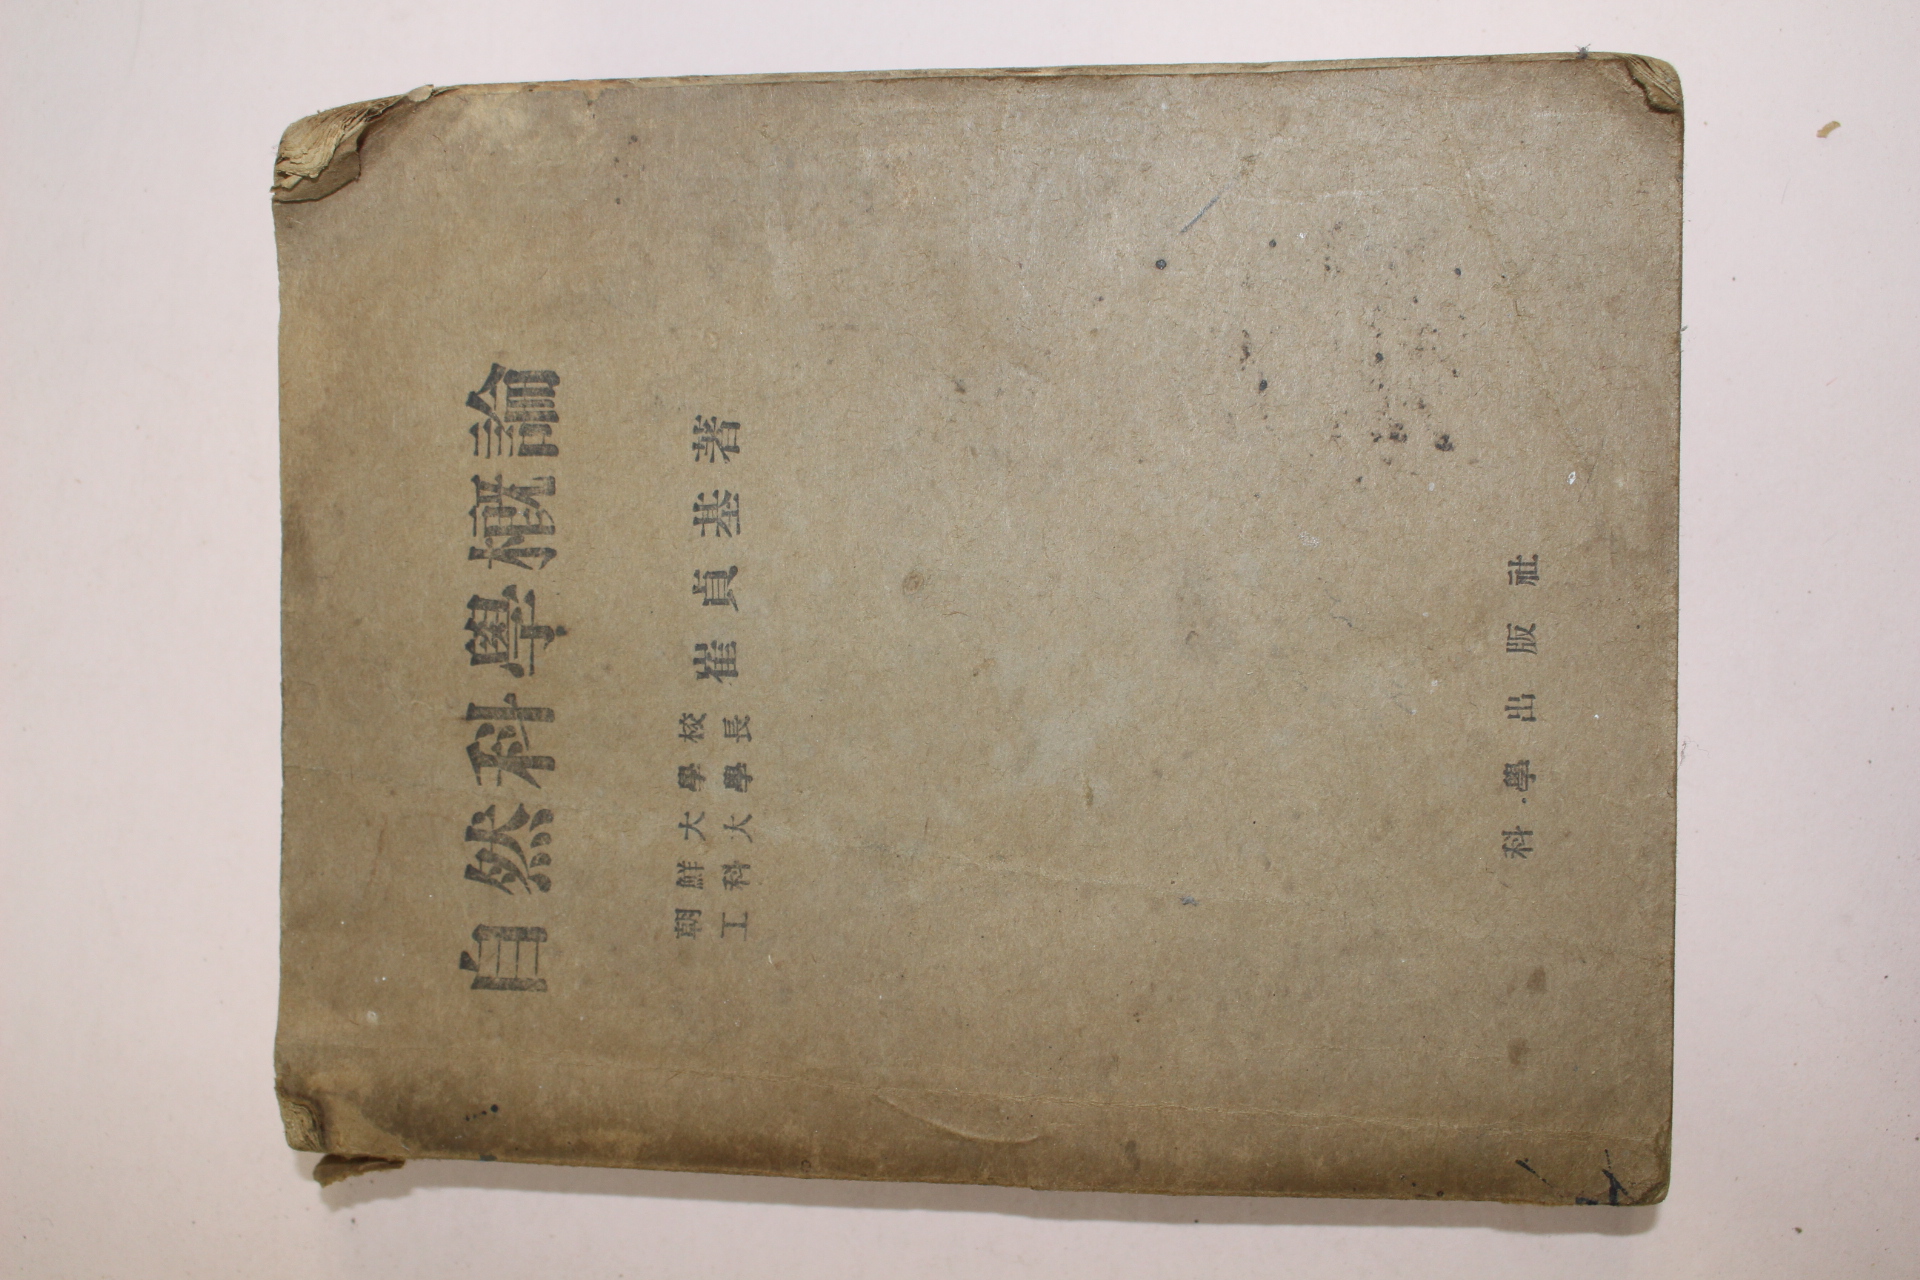 自然科學概論
朝鮮大學校
工科大學長
崔貞基著
科學出版社